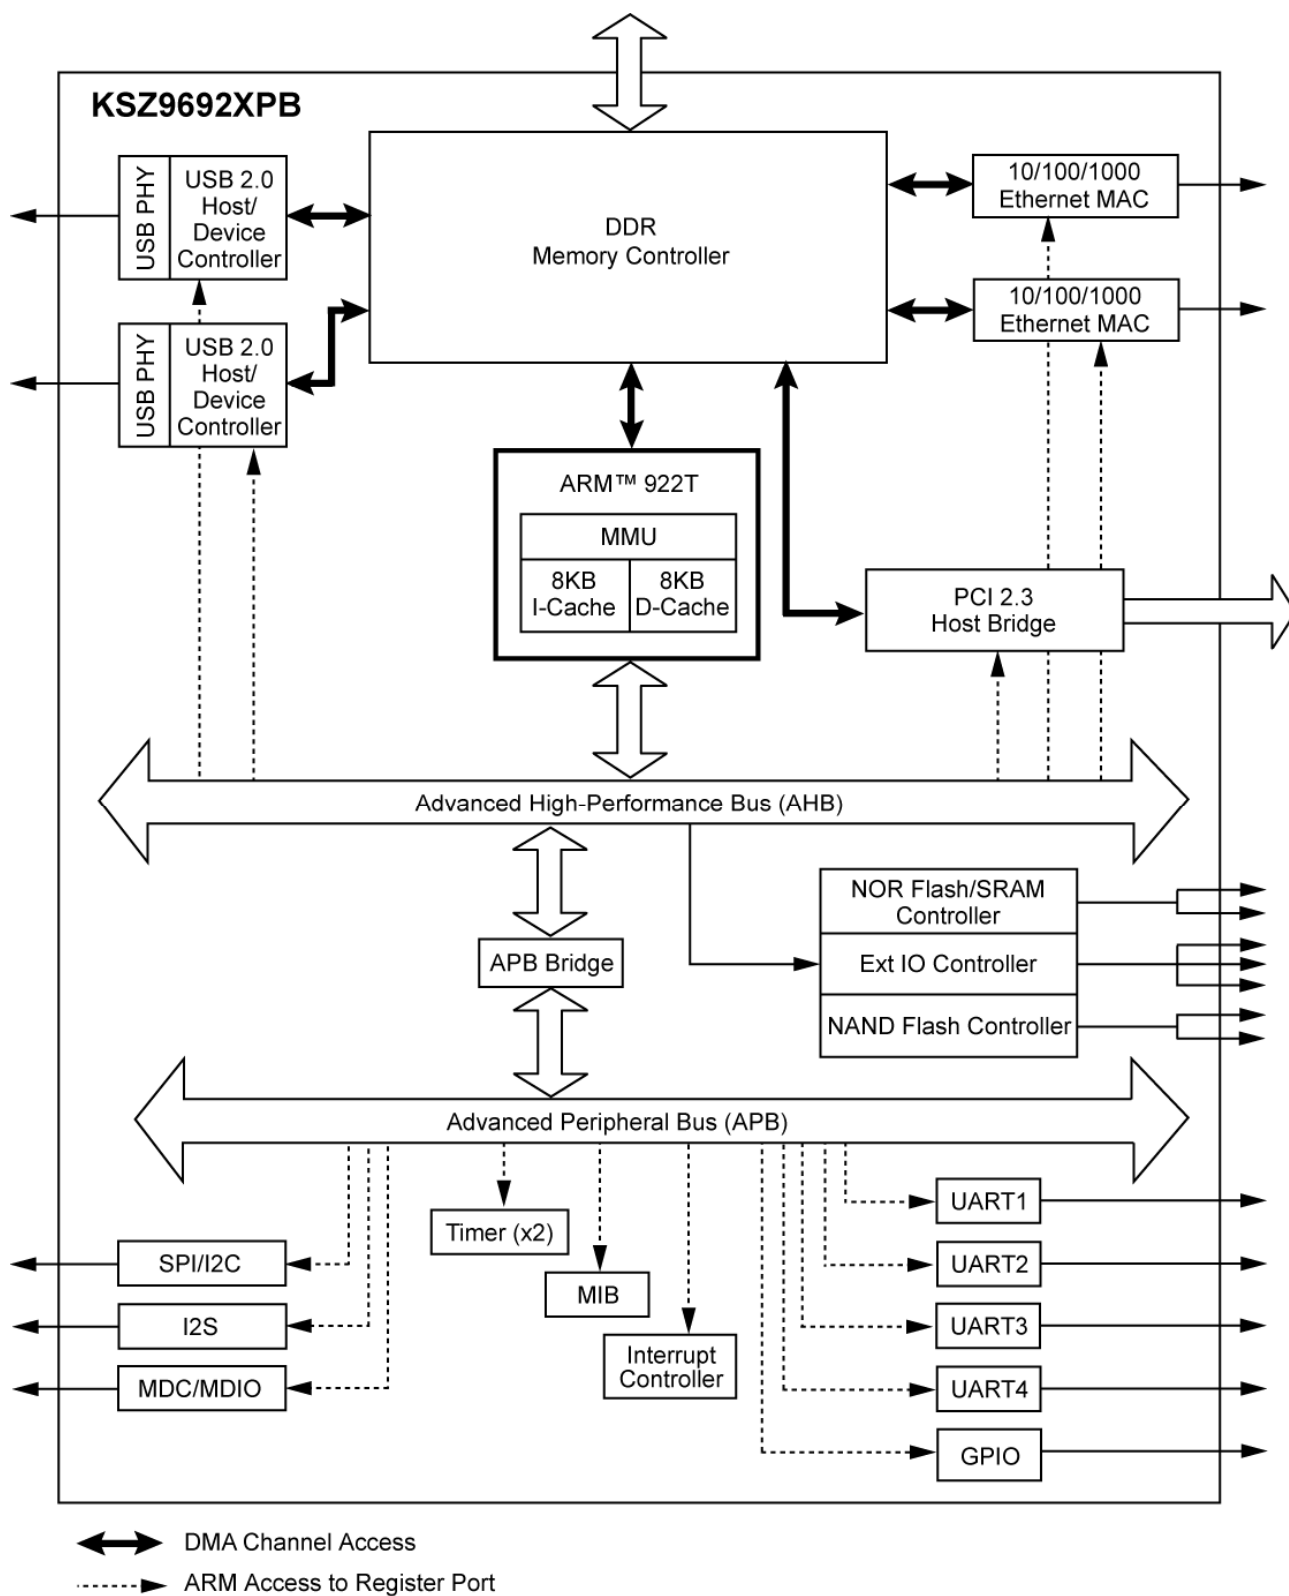 KSZ9692XPB
USB PHY
USB 2.0
Host/
Device
Controller
DDR
Memory Controller
10/100/1000
Ethernet MAC
10/100/1000
Ethernet MAC
USB PHY
USB 2.0
Host/
Device
Controller
ARM™ 922T
MMU
8KB
I-Cache
8KB
D-Cache
PCI 2.3
Host Bridge
Advanced High-Performance Bus (AHB)
NOR Flash/SRAM
Controller
APB Bridge
Ext IO Controller
NAND Flash Controller
Advanced Peripheral Bus (APB)
SPI/I2C
I2S
MDC/MDIO
Timer (x2)
MIB
Interrupt
Controller
UART1
UART2
UART3
UART4
GPIO
DMA Channel Access
ARM Access to Register Port